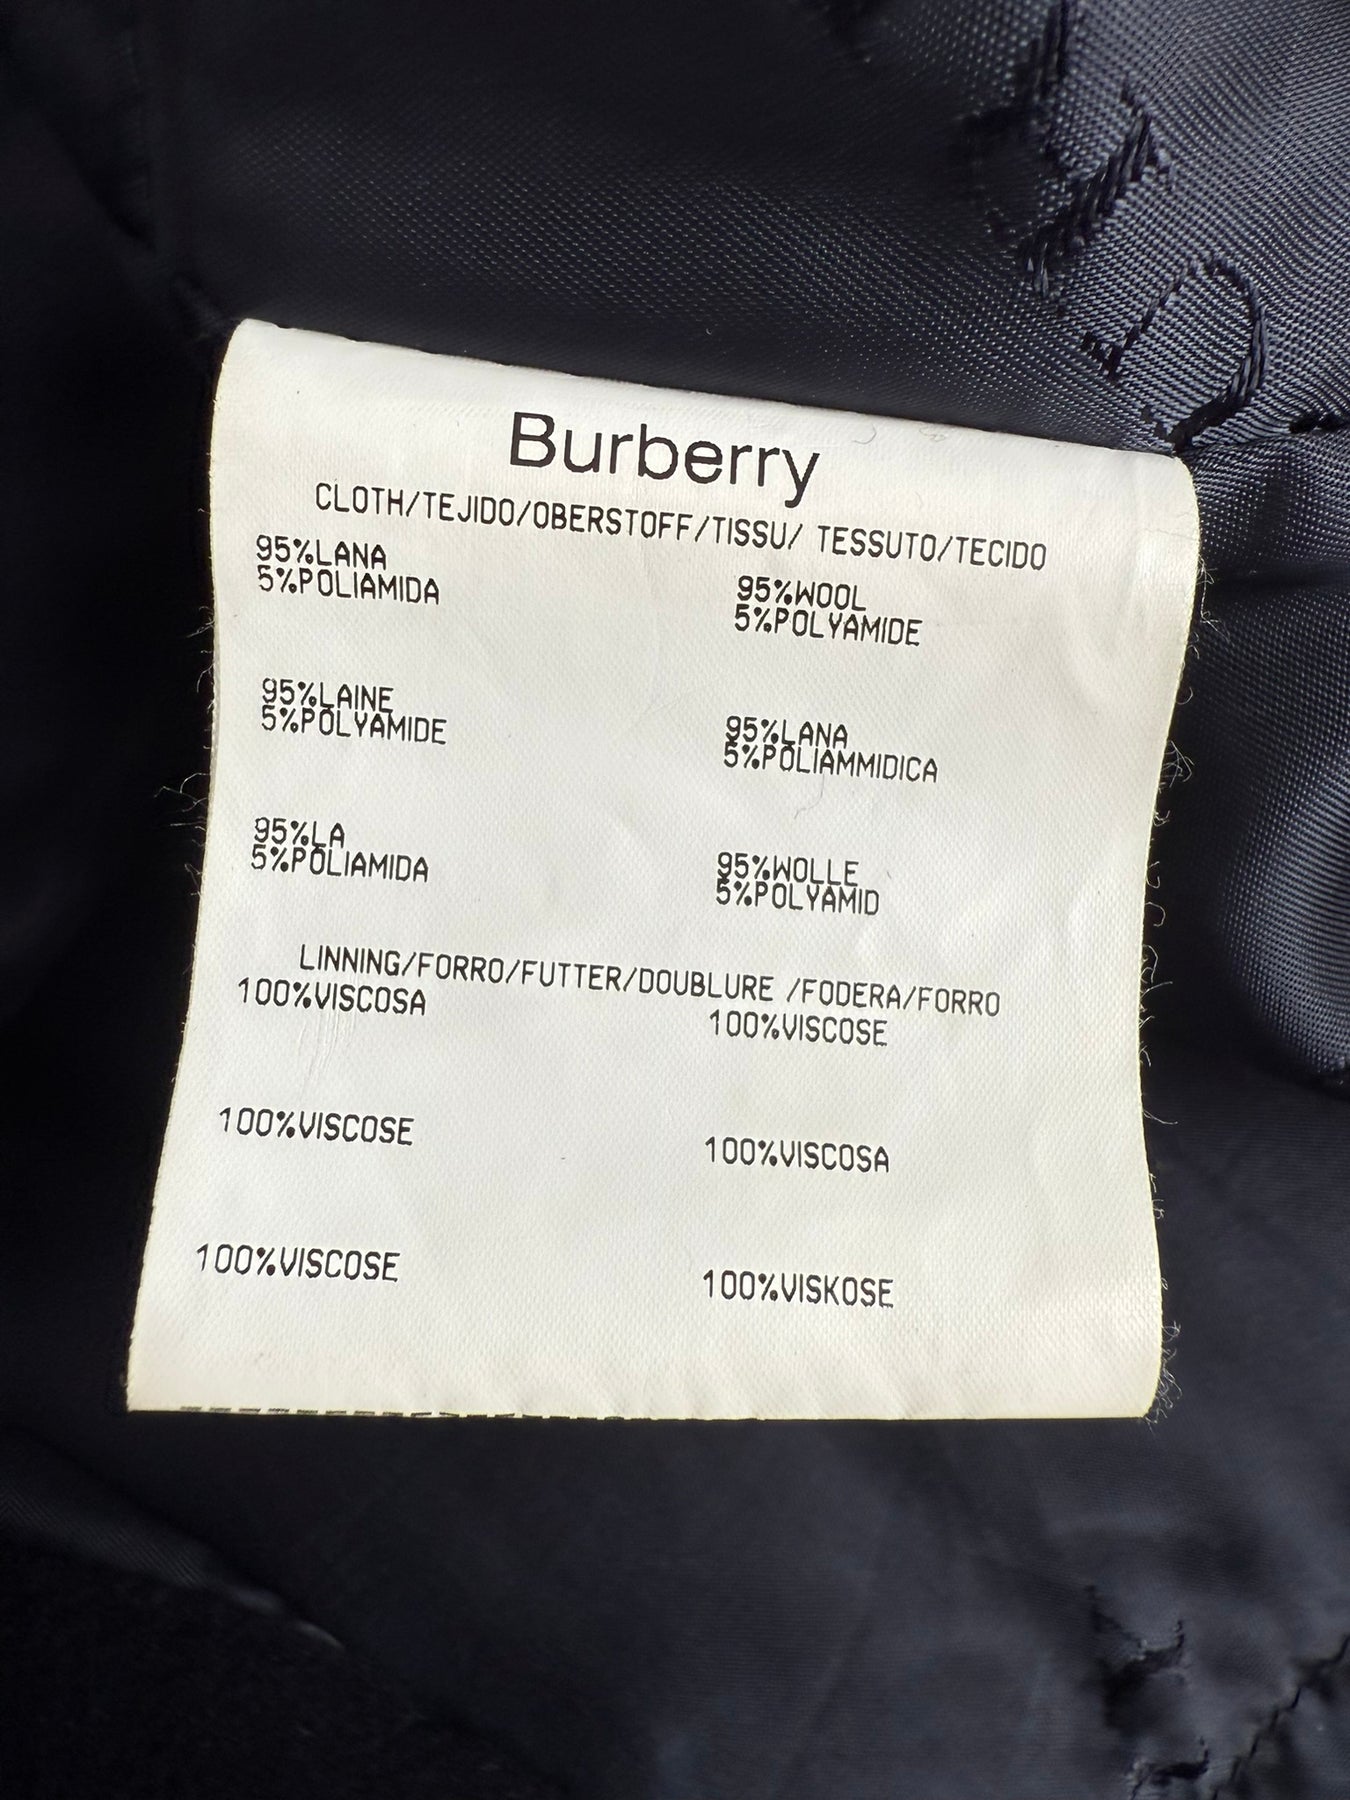 Burberry
CLOTH/TEJIDO/OBERSTOFF/TISSU/ TESSUTO/TECIDO
95%LANA
5%POLIAMIDA
95%WOOL
5%POLYAMIDE
95%LAINE
5%POLYAMIDE
95%LANA
5%POLIAMMIDICA
95%LA
5%POLIAMIDA
95%WOLLE
5%POLYAMID
LINNING/FORRO/FUTTER/DOUBLURE /FODERA/FORRO
100%VISCOSA
100%VISCOSE
100%VISCOSE
100%VISCOSA
100%VISCOSE
100%VISKOSE